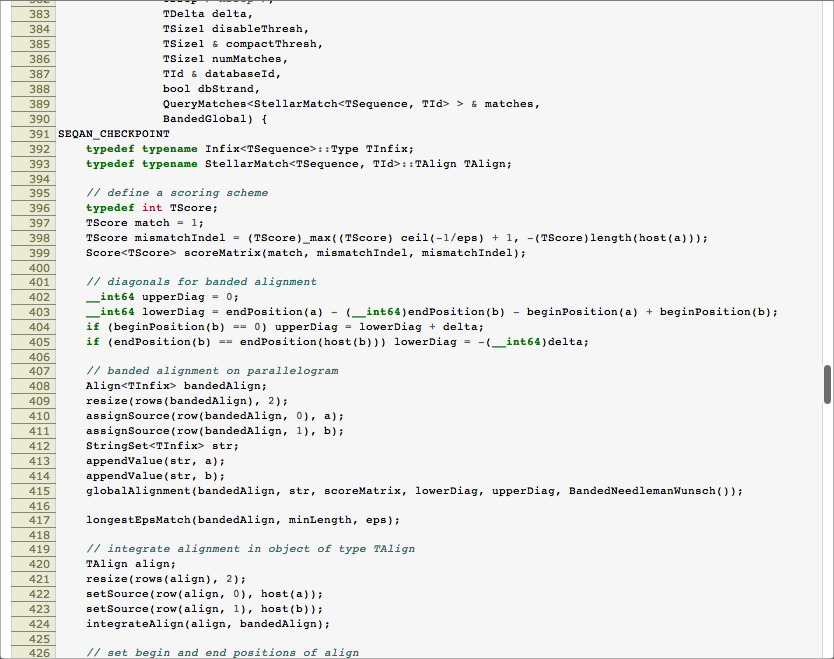 383 TDelta delta,
384 TSize1 disableThresh,
385 TSize1 & compactThresh,
386 TSize1 numMatches,
387 TId & databaseId,
388 bool dbStrand,
389 QueryMatches<StellarMatch<TSequence, TId> > & matches,
390 BandedGlobal) {
391 SEQAN_CHECKPOINT
392 typedef typename Infix<TSequence>::Type TInfix;
393 typedef typename StellarMatch<TSequence, TId>::TAlign TAlign;
394
395 // define a scoring scheme
396 typedef int TScore;
397 TScore match = 1;
398 TScore mismatchIndel = (TScore)_max((TScore) ceil(-1/eps) + 1, -(TScore)length(host(a)));
399 Score<TScore> scoreMatrix(match, mismatchIndel, mismatchIndel);
400
401 // diagonals for banded alignment
402 __int64 upperDiag = 0;
403 __int64 lowerDiag = endPosition(a) - (__int64)endPosition(b) - beginPosition(a) + beginPosition(b);
404 if (beginPosition(b) == 0) upperDiag = lowerDiag + delta;
405 if (endPosition(b) == endPosition(host(b))) lowerDiag = -(__int64)delta;
406
407 // banded alignment on parallelogram
408 Align<TInfix> bandedAlign;
409 resize(rows(bandedAlign), 2);
410 assignSource(row(bandedAlign, 0), a);
411 assignSource(row(bandedAlign, 1), b);
412 StringSet<TInfix> str;
413 appendValue(str, a);
414 appendValue(str, b);
415 globalAlignment(bandedAlign, str, scoreMatrix, lowerDiag, upperDiag, BandedNeedlemanWunsch());
416
417 longestEpsMatch(bandedAlign, minLength, eps);
418
419 // integrate alignment in object of type TAlign
420 TAlign align;
421 resize(rows(align), 2);
422 setSource(row(align, 0), host(a));
423 setSource(row(align, 1), host(b));
424 integrateAlign(align, bandedAlign);
425
426 // set begin and end positions of align